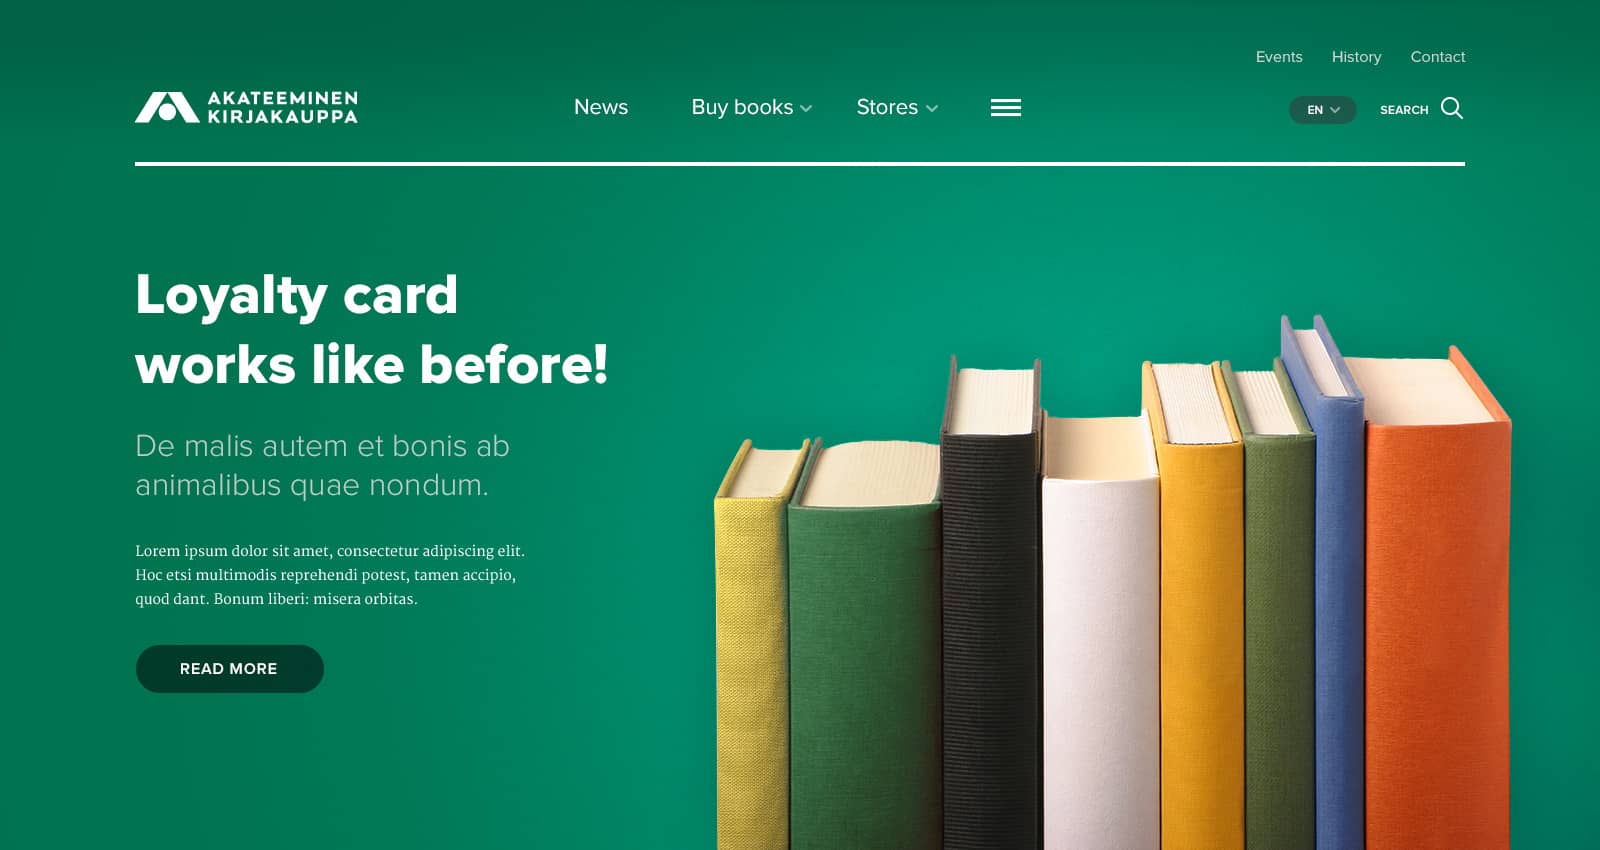 Events History Contact
AKATEEMINEN
KIRJAKAUPPA
News Buy books Stores
EN SEARCH
Loyalty card
works like before!
De malis autem et bonis ab
animalibus quae nondum.
Lorem ipsum dolor sit amet, consectetur adipiscing elit.
Hoc etsi multimodis reprehendi potest, tamen accipio,
quod dant. Bonum liberi: misera orbitas.
READ MORE